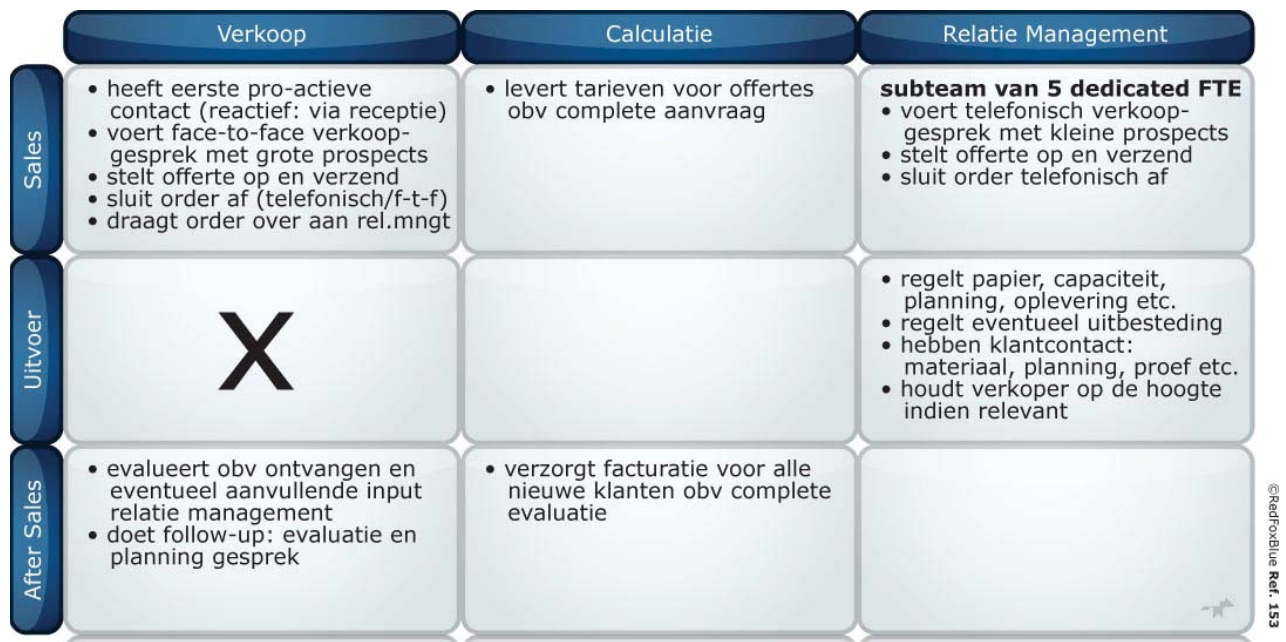 Verkoop
Calculatie
Relatie Management
Sales
• heeft eerste pro-actieve
contact (reactief: via receptie)
• voert face-to-face verkoop-
gesprek met grote prospects
• stelt offerte op en verzend
• sluit order af (telefonisch/f-t-f)
• draagt order over aan rel.mngt
• levert tarieven voor offertes
obv complete aanvraag
subteam van 5 dedicated FTE
• voert telefonisch verkoop-
gesprek met kleine prospects
• stelt offerte op en verzend
• sluit order telefonisch af
Uitvoer
X
• regelt papier, capaciteit,
planning, oplevering etc.
• regelt eventueel uitbesteding
• hebben klantcontact:
materiaal, planning, proef etc.
• houdt verkoper op de hoogte
indien relevant
After Sales
• evalueert obv ontvangen en
eventueel aanvullende input
relatie management
• doet follow-up: evaluatie en
planning gesprek
• verzorgt facturatie voor alle
nieuwe klanten obv complete
evaluatie
©RedFoxBlue Ref. 153